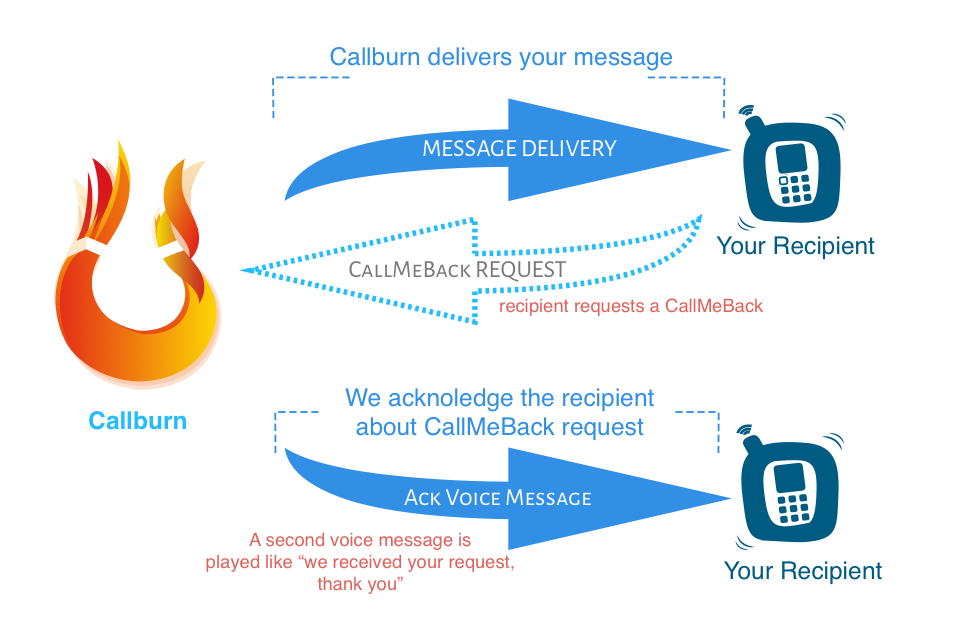 Callburn delivers your message
MESSAGE DELIVERY
Your Recipient
CALLMEBACK REQUEST
recipient requests a CallMeBack
Callburn
We acknoledge the recipient
about CallMeBack request
ACK VOICE MESSAGE
A second voice message is
played like “we received your request,
thank you”
Your Recipient